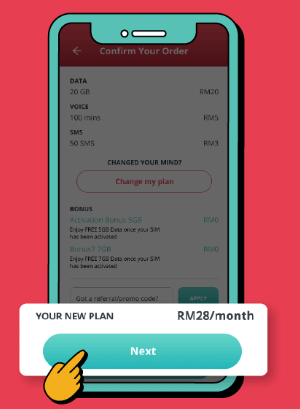 Confirm Your Order
DATA
20 GB RM20
VOICE
100 mins RM5
SMS
50 SMS RM3
CHANGED YOUR MIND?
Change my plan
BONUS
Activation Bonus 5GB RM0
Enjoy FREE 5GB Data once your SIM
has been activated
Bonus7 7GB RM0
Enjoy FREE 7GB Data once your SIM
has been activated
Got a referral/promo code? APPLY
YOUR NEW PLAN RM28/month
Next